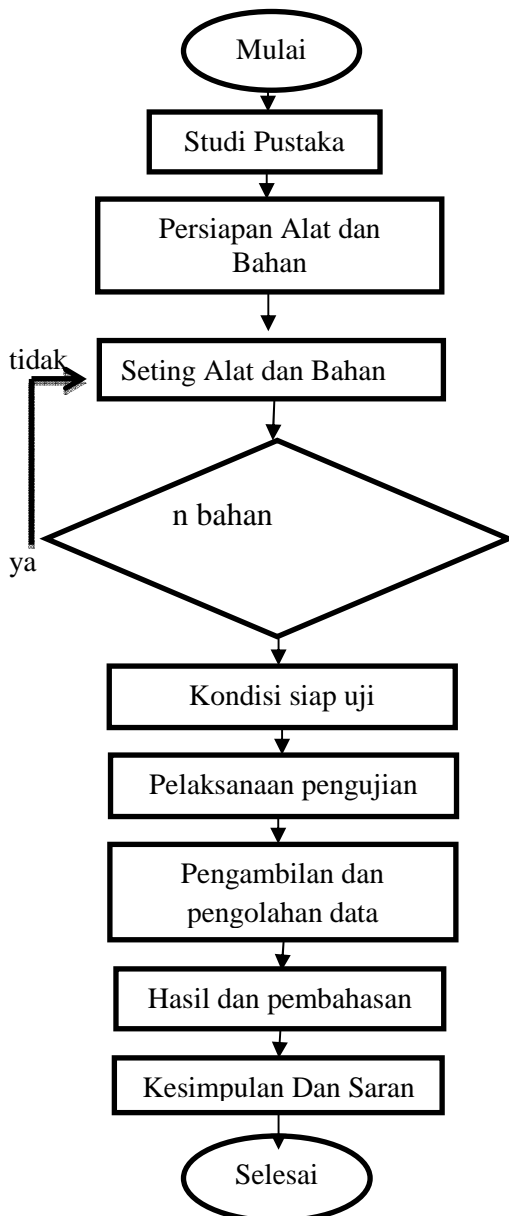 Mulai
Studi Pustaka
Persiapan Alat dan
Bahan
tidak
Seting Alat dan Bahan
n bahan
ya
Kondisi siap uji
Pelaksanaan pengujian
Pengambilan dan
pengolahan data
Hasil dan pembahasan
Kesimpulan Dan Saran
Selesai